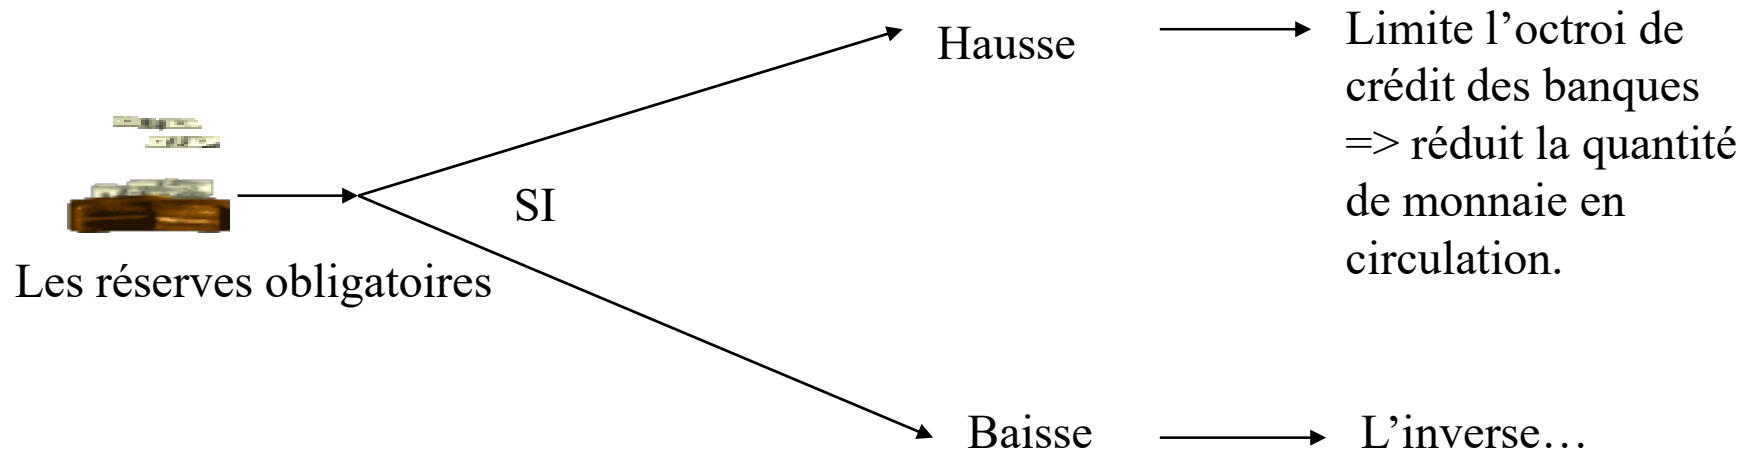 Hausse
Limite l’octroi de
crédit des banques
=> réduit la quantité
de monnaie en
circulation.
SI
Les réserves obligatoires
Baisse
L’inverse…